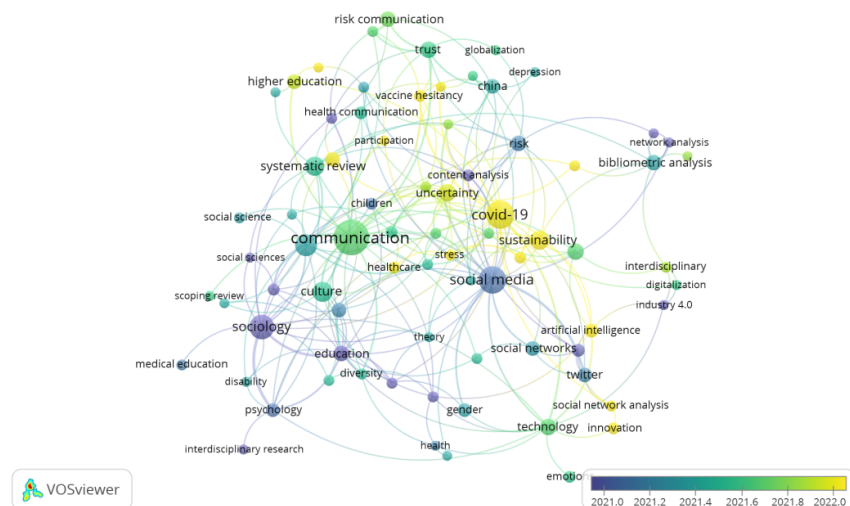 risk communication
trust
globalization
higher education
china
depression
vaccine hesitancy
health communication
participation
risk
network analysis
systematic review
bibliometric analysis
content analysis
uncertainty
children
social science
covid-19
communication
sustainability
social sciences
stress
healthcare
interdisciplinary
social media
digitalization
scoping review
culture
industry 4.0
sociology
artificial intelligence
theory
education
social networks
medical education
diversity
twitter
disability
psychology
gender
social network analysis
technology
innovation
health
interdisciplinary research
emotions
VOSviewer
2021.0 2021.2 2021.4 2021.6 2021.8 2022.0